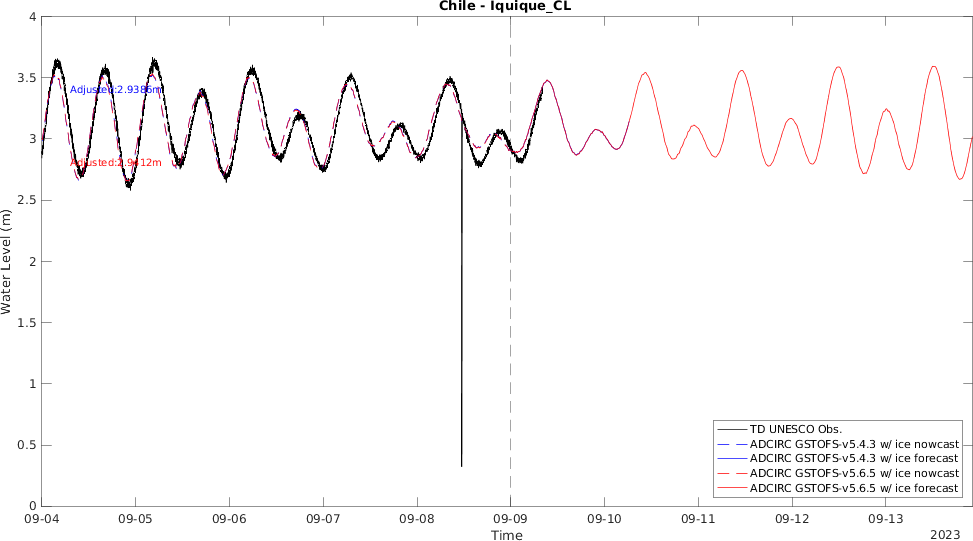 Chile - Iquique_CL
4
3.5
3
2.5
2
1.5
1
0.5
0
Water Level (m)
Adjusted:2.9386m
Adjusted:2.9412m
TD UNESCO Obs.
ADCIRC GSTOFS-v5.4.3 w/ ice nowcast
ADCIRC GSTOFS-v5.4.3 w/ ice forecast
ADCIRC GSTOFS-v5.6.5 w/ ice nowcast
ADCIRC GSTOFS-v5.6.5 w/ ice forecast
09-04 09-05 09-06 09-07 09-08 09-09 09-10 09-11 09-12 09-13
Time
2023